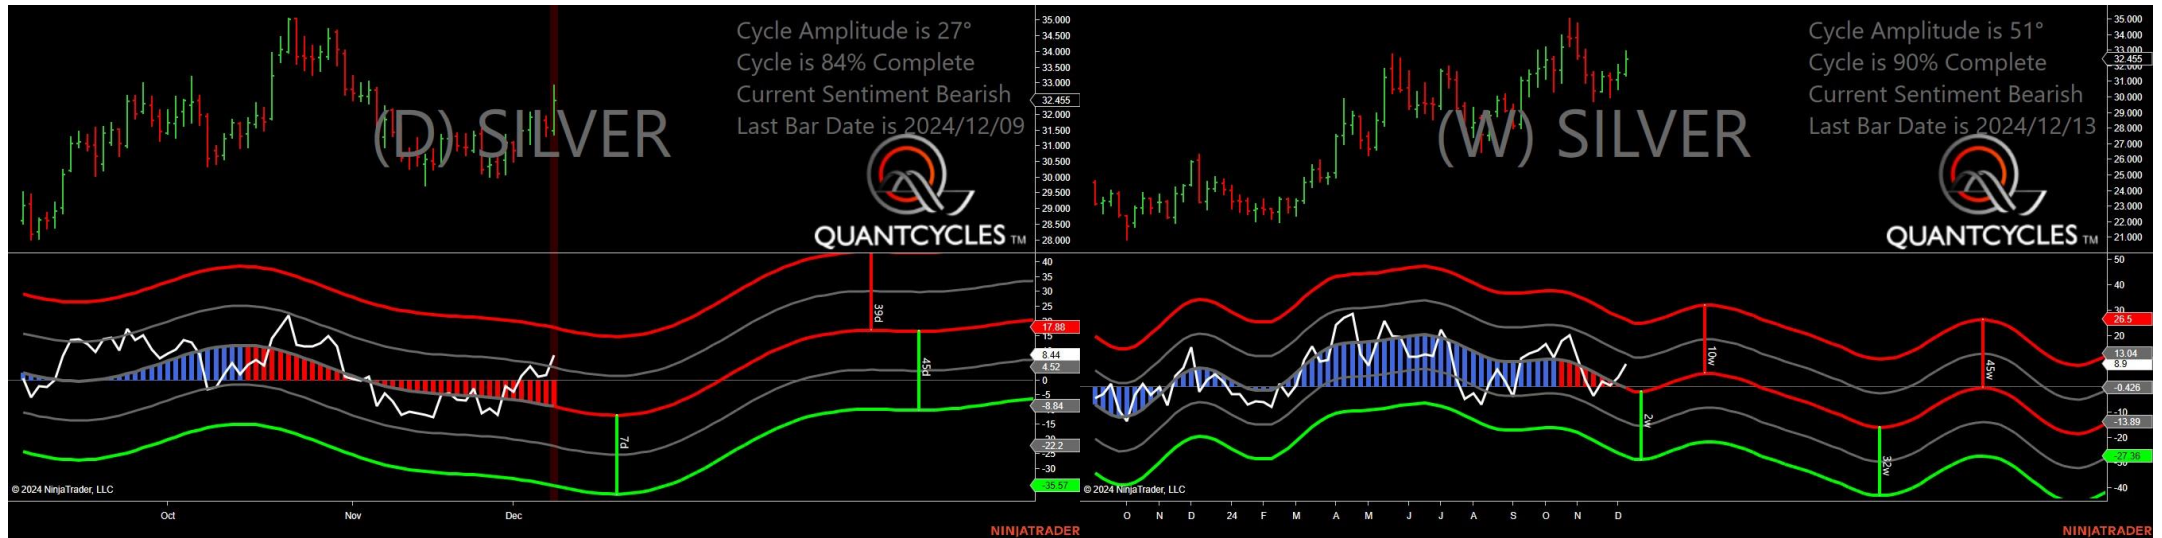 Cycle Amplitude is 27°
Cycle is 84% Complete
Current Sentiment Bearish
Last Bar Date is 2024/12/09
(D) SILVER
QUANTCYCLES TM
35.000
34.500
34.000
33.500
33.000
32.455
32.000
31.500
31.000
30.500
30.000
29.500
29.000
28.500
28.000
40
35
30
25
20
17.88
15
8.44
4.52
0
-5
-8.84
-15
-22.2
-25
-30
-35.57
39d
45d
7d
© 2024 NinjaTrader, LLC
Oct Nov Dec
NINJATRADER
Cycle Amplitude is 51°
Cycle is 90% Complete
Current Sentiment Bearish
Last Bar Date is 2024/12/13
(W) SILVER
QUANTCYCLES TM
35.000
34.000
33.000
32.455
32.000
31.000
30.000
29.000
28.000
27.000
26.000
25.000
24.000
23.000
22.000
21.000
50
40
30
26.5
20
13.04
8.9
-0.426
-10
-13.89
-20
-27.36
-40
10w
45w
2w
32w
© 2024 NinjaTrader, LLC
O N D 24 F M A M J J A S O N D
NINJATRADER